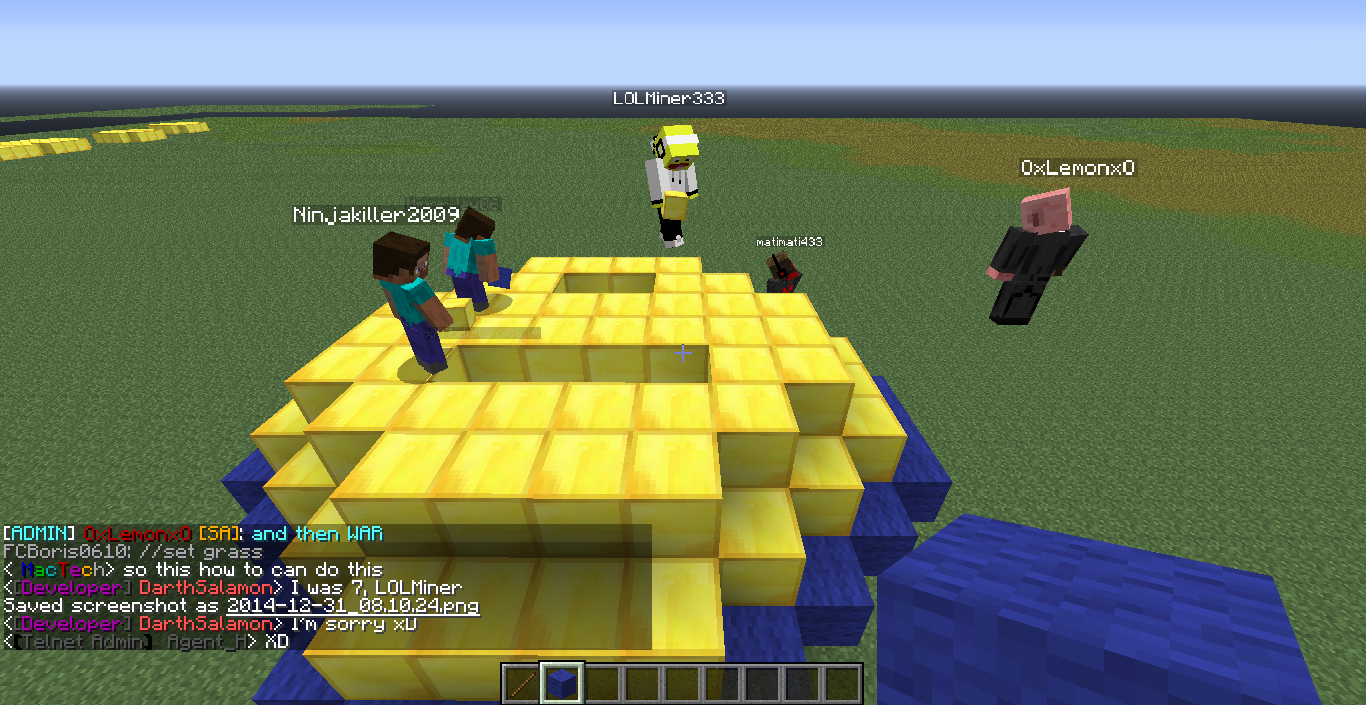 LOLMiner333
OxLemonxO
Ninjakiller2009
matimati433
[ADMIN] OxLemonxO [SA]: and then WAR
FCBoris0610: //set grass
< MacTech> so this how to can do this
<[Developer] DarthSalamon> I was 7, LOLMiner
Saved screenshot as 2014-12-31_08.10.24.png
<[Developer] DarthSalamon> I'm sorry xD
<[Telnet Admin] Agent_H> XD